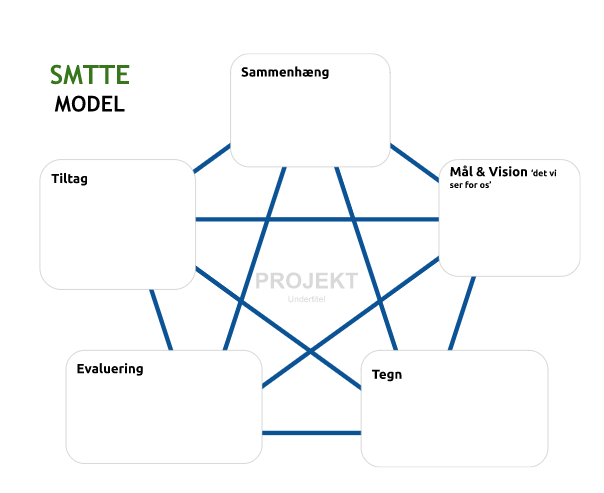 SMTTE
MODEL
Sammenhæng
Tiltag
Mål & Vision ‘det vi
ser for os’
PROJEKT
Undertitel
Evaluering
Tegn